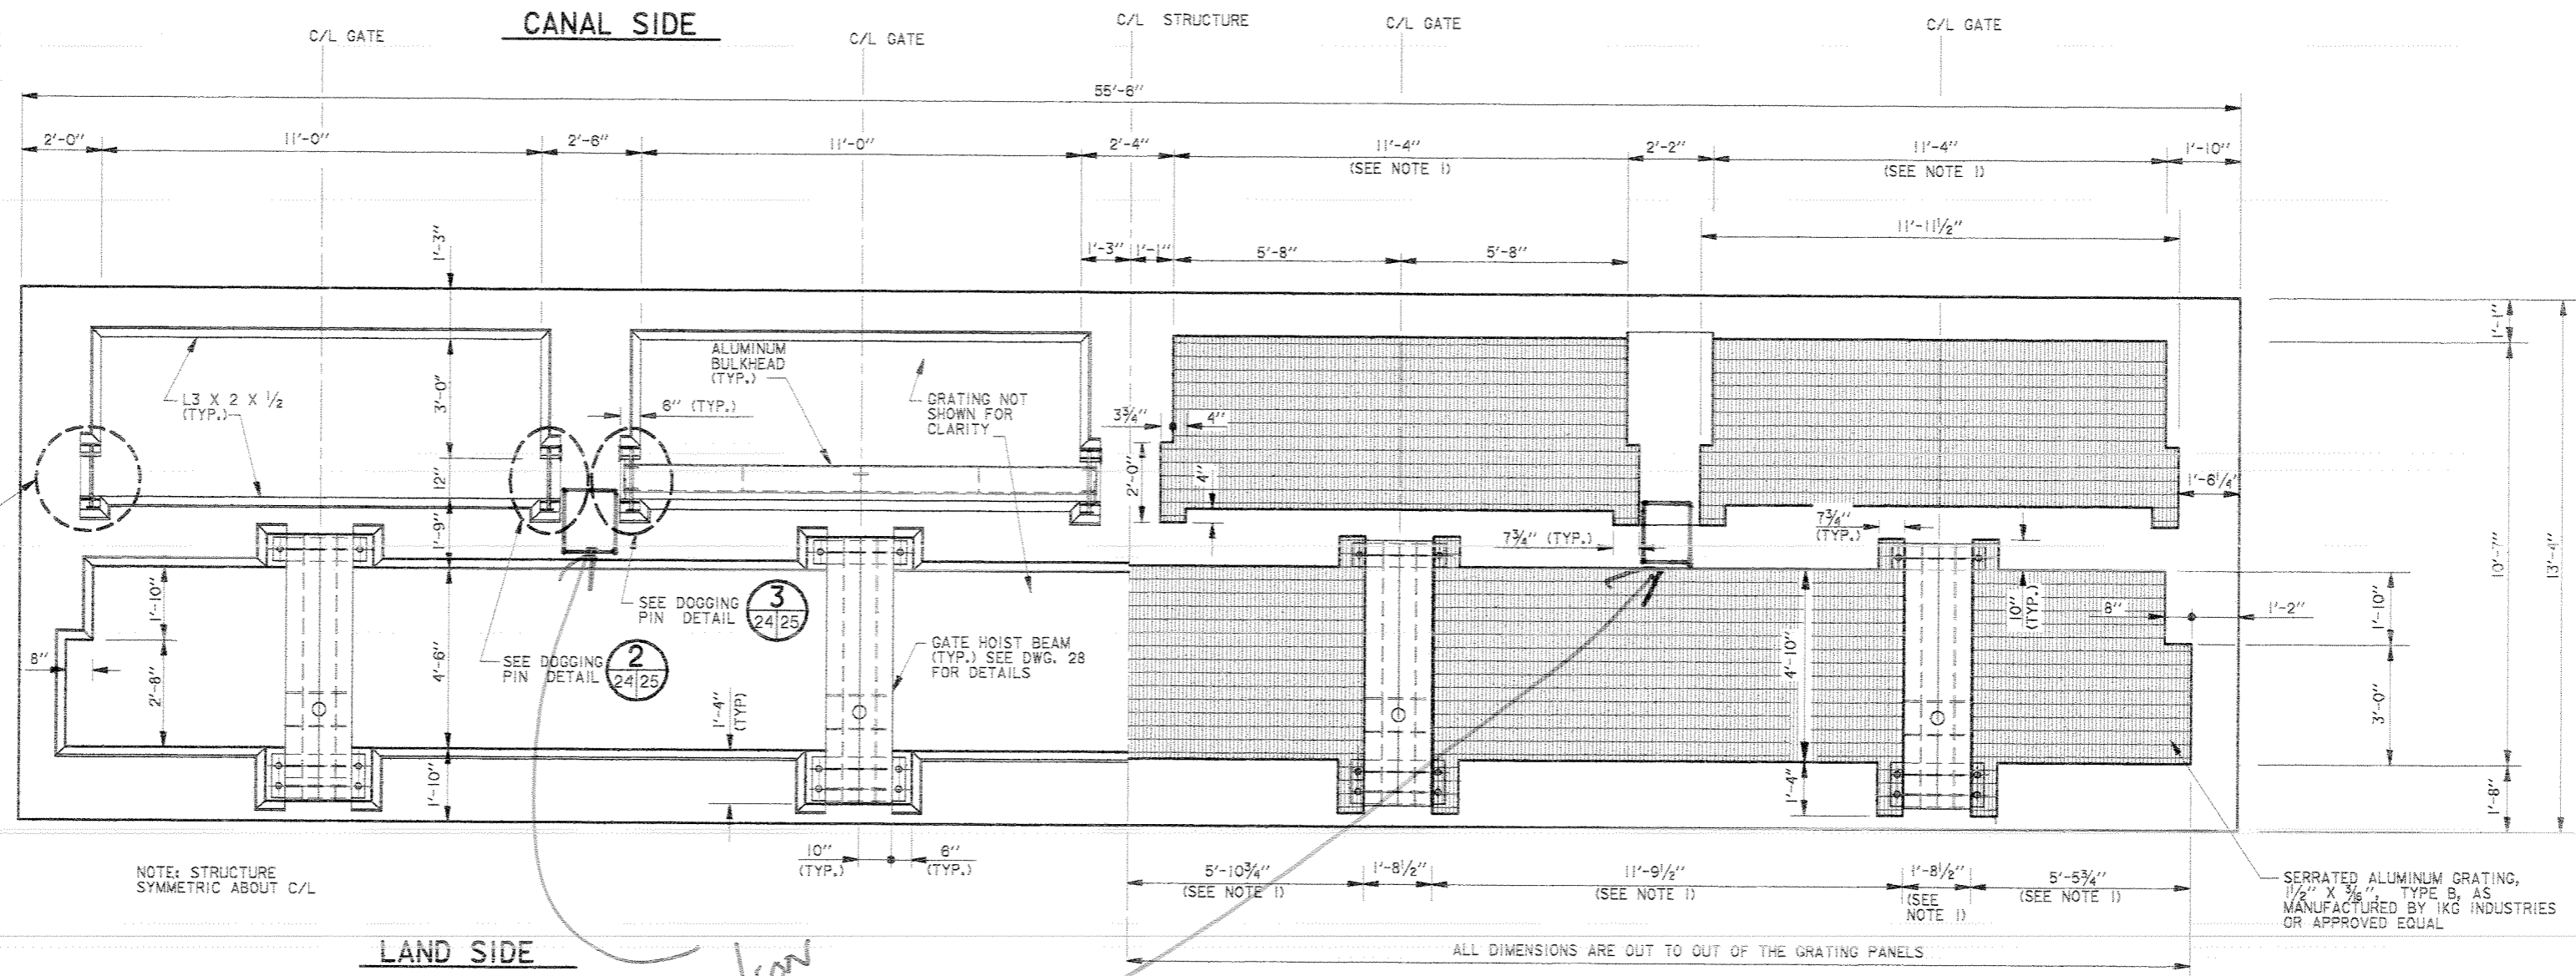 CANAL SIDE
C/L GATE
C/L GATE
C/L STRUCTURE
C/L GATE
C/L GATE
55'-6"
2'-0"
11'-0"
2'-6"
11'-0"
2'-4"
11'-4"
(SEE NOTE 1)
2'-2"
11'-4"
(SEE NOTE 1)
1'-10"
11'-11½"
1'-3"
1'-3"
1'-1"
5'-8"
5'-8"
1'-1"
ALUMINUM
BULKHEAD
(TYP.)
L3 X 2 X ½
(TYP.)
3'-0"
6" (TYP.)
GRATING NOT
SHOWN FOR
CLARITY
3¾"
4"
2'-0"
4"
12"
1'-9"
7¾" (TYP.)
7¾"
(TYP.)
1'-6¼"
10'-7"
13'-4"
1'-10"
8"
2'-8"
4'-6"
SEE DOGGING
PIN DETAIL
3
24 25
SEE DOGGING
PIN DETAIL
2
24 25
GATE HOIST BEAM
(TYP.) SEE DWG. 28
FOR DETAILS
1'-4"
(TYP)
1'-10"
4'-10"
1'-4"
10"
(TYP.)
8"
1'-2"
1'-10"
3'-0"
1'-8"
10"
(TYP.)
6"
(TYP.)
NOTE: STRUCTURE
SYMMETRIC ABOUT C/L
5'-10¾"
(SEE NOTE 1)
1'-8½"
11'-9½"
(SEE NOTE 1)
1'-8½"
(SEE
NOTE 1)
5'-5¾"
(SEE NOTE 1)
SERRATED ALUMINUM GRATING,
1½" X 3/16", TYPE B, AS
MANUFACTURED BY IKG INDUSTRIES
OR APPROVED EQUAL
LAND SIDE
ALL DIMENSIONS ARE OUT TO OUT OF THE GRATING PANELS